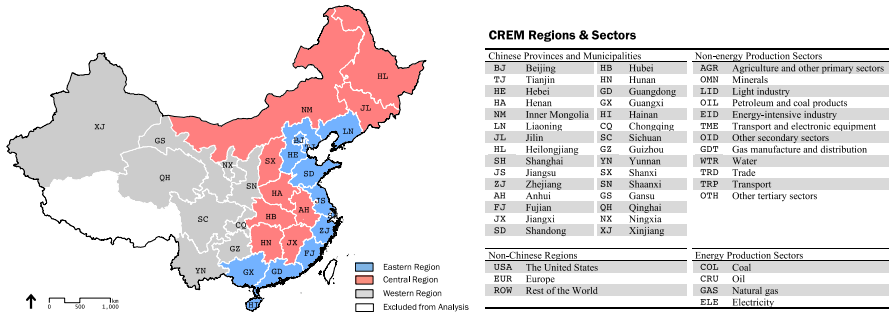 HL
JL
NM
XJ
LN
GS
BJ
TJ
HE
SX
NX
SD
QH
SN
HA
JS
AH
SH
SC
HB
CQ
ZJ
HN
JX
GZ
FJ
YN
GX
GD
HI
Eastern Region
Central Region
Western Region
Excluded from Analysis
0
500
1,000
km
CREM Regions & Sectors
Chinese Provinces and Municipalities
BJ Beijing HB Hubei
TJ Tianjin HN Hunan
HE Hebei GD Guangdong
HA Henan GX Guangxi
NM Inner Mongolia HI Hainan
LN Liaoning CQ Chongqing
JL Jilin SC Sichuan
HL Heilongjiang GZ Guizhou
SH Shanghai YN Yunnan
JS Jiangsu SX Shanxi
ZJ Zhejiang SN Shaanxi
AH Anhui GS Gansu
FJ Fujian QH Qinghai
JX Jiangxi NX Ningxia
SD Shandong XJ Xinjiang
Non-energy Production Sectors
AGR Agriculture and other primary sectors
OMN Minerals
LID Light industry
OIL Petroleum and coal products
EID Energy-intensive industry
TME Transport and electronic equipment
OID Other secondary sectors
GDT Gas manufacture and distribution
WTR Water
TRD Trade
TRP Transport
OTH Other tertiary sectors
Non-Chinese Regions
USA The United States
EUR Europe
ROW Rest of the World
Energy Production Sectors
COL Coal
CRU Oil
GAS Natural gas
ELE Electricity